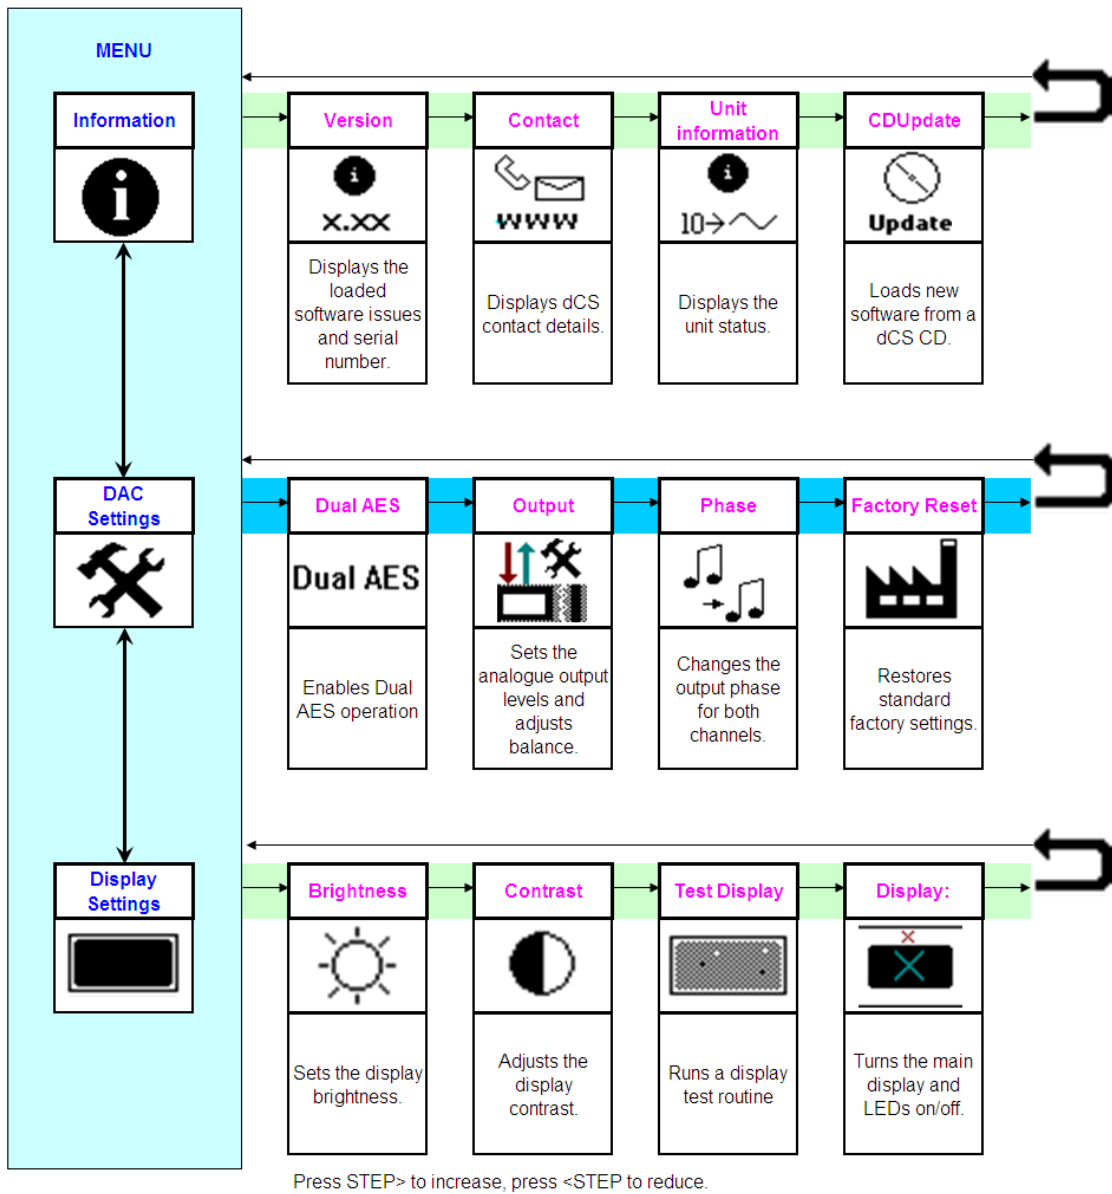 MENU
Information
Version
Contact
Unit
information
CDUpdate
i
i
x.xx
www
i
10→
Update
Displays the
loaded
software issues
and serial
number.
Displays dCS
contact details.
Displays the
unit status.
Loads new
software from a
dCS CD.
DAC
Settings
Dual AES
Output
Phase
Factory Reset
Dual AES
Enables Dual
AES operation
Sets the
analogue output
levels and
adjusts
balance.
Changes the
output phase
for both
channels.
Restores
standard
factory settings.
Display
Settings
Brightness
Contrast
Test Display
Display:
Sets the display
brightness.
Adjusts the
display
contrast.
Runs a display
test routine
Turns the main
display and
LEDs on/off.
Press STEP> to increase, press <STEP to reduce.